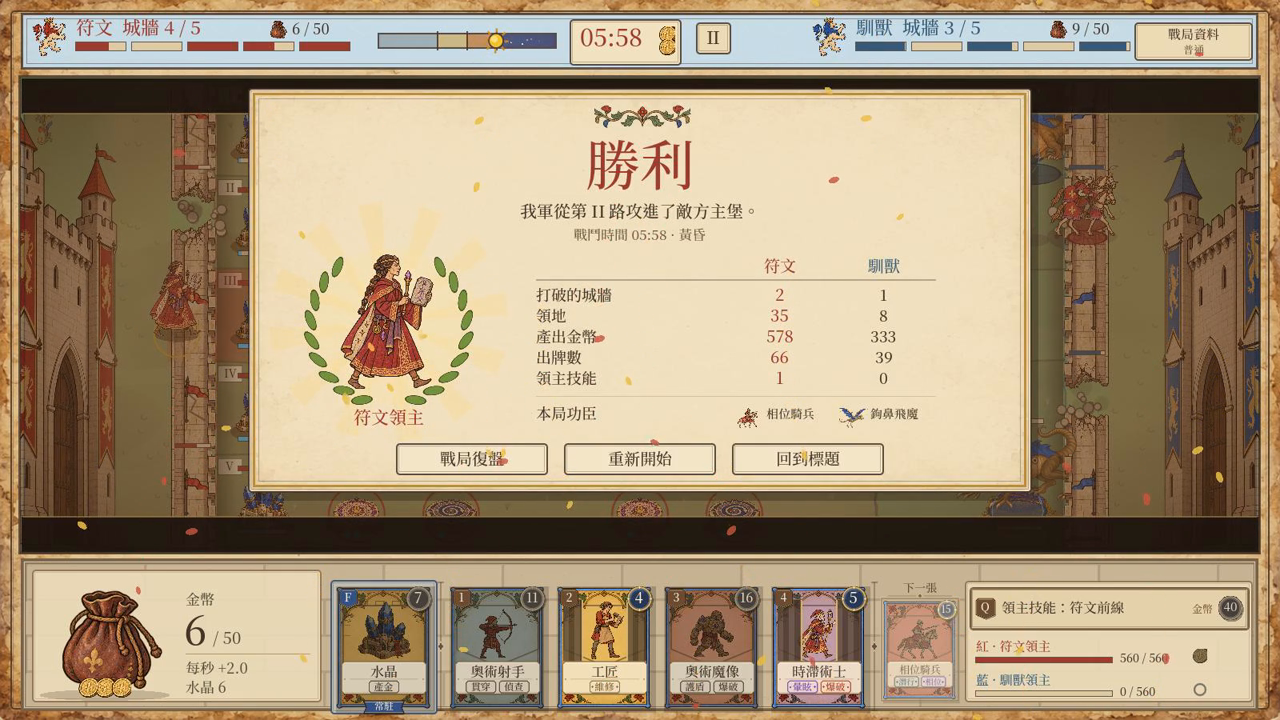 符文 城牆 4 / 5
6 / 50
05:58
II
馴獸 城牆 3 / 5
9 / 50
戰局資料
普通
勝利
我軍從第 II 路攻進了敵方主堡。
戰鬥時間 05:58 · 黃昏
符文 馴獸
打破的城牆 2 1
領地 35 8
產出金幣 578 333
出牌數 66 39
領主技能 1 0
本局功臣 相位騎兵 鉤鼻飛魔
符文領主
戰局復盤 重新開始 回到標題
II
III
IV
V
金幣
6 / 50
每秒 +2.0
水晶 6
F 7
水晶
產金
常駐
1 11
奧術射手
貫穿 偵查
2 4
工匠
·維修·
3 16
奧術魔像
護盾 爆破
4 5
時滯術士
·暈眩· ·爆破·
下一張
15
相位騎兵
·潛行· ·相位·
Q 領主技能：符文前線 金幣 40
紅 · 符文領主
560 / 560
藍 · 馴獸領主
0 / 560